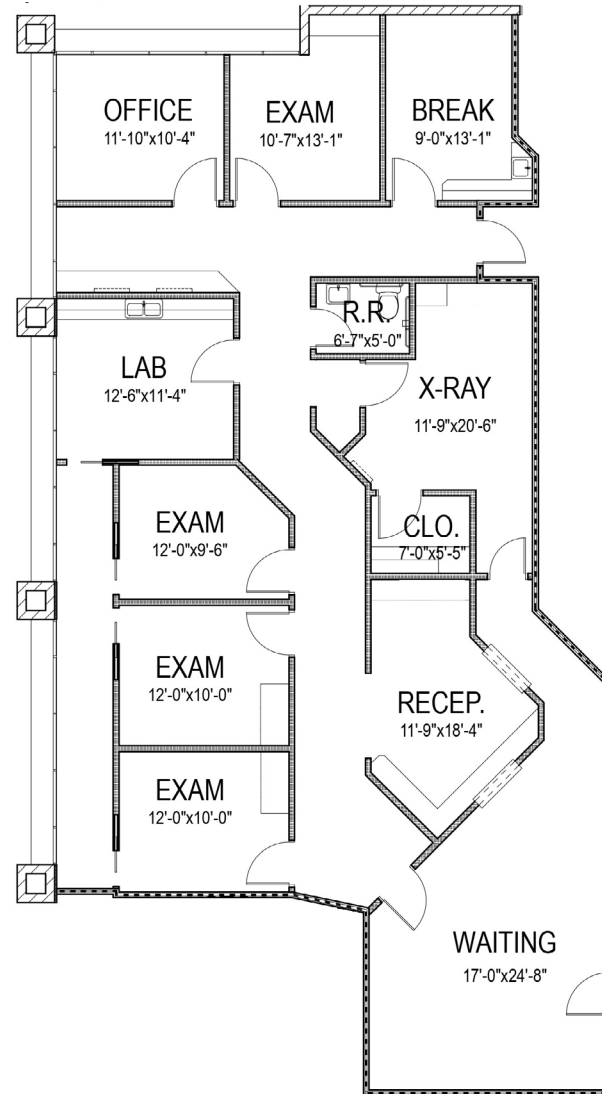 OFFICE
11'-10"x10'-4"
EXAM
10'-7"x13'-1"
BREAK
9'-0"x13'-1"
R.R.
6'-7"x5'-0"
LAB
12'-6"x11'-4"
X-RAY
11'-9"x20'-6"
EXAM
12'-0"x9'-6"
CLO.
7'-0"x5'-5"
EXAM
12'-0"x10'-0"
RECEP.
11'-9"x18'-4"
EXAM
12'-0"x10'-0"
WAITING
17'-0"x24'-8"